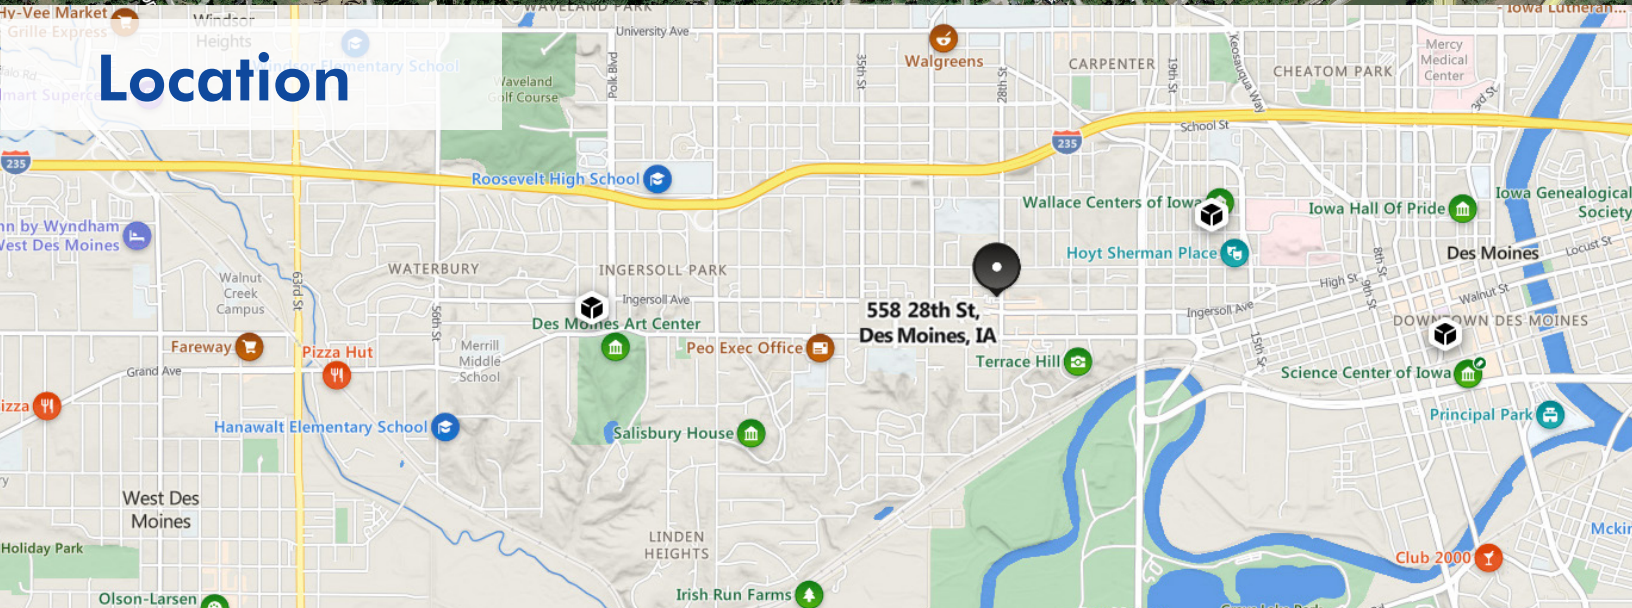 Location
Hy-Vee Market
Grille Express
Windsor
Heights
Windsor Elementary School
WAVELAND PARK
University Ave
Polk Blvd
Waveland
Golf Course
Walgreens
35th St
28th St
CARPENTER
19th St
Keosauqua Way
CHEATOM PARK
Mercy
Medical
Center
3rd St
Iowa Lutheran...
235
School St
235
Roosevelt High School
Wallace Centers of Iowa
Iowa Hall Of Pride
Iowa Genealogical
Society
nn by Wyndham
West Des Moines
Hoyt Sherman Place
Des Moines
Locust St
8th St
High St
9th St
Walnut St
WATERBURY
INGERSOLL PARK
Walnut
Creek
Campus
63rd St
56th St
Ingersoll Ave
558 28th St,
Des Moines, IA
Ingersoll Ave
DOWNTOWN DES MOINES
15th St
Des Moines Art Center
Fareway
Pizza Hut
Merrill
Middle
School
Peo Exec Office
Terrace Hill
Science Center of Iowa
Grand Ave
izza
Hanawalt Elementary School
Salisbury House
Principal Park
West Des
Moines
Holiday Park
LINDEN
HEIGHTS
Mckin
Club 2000
Olson-Larsen
Irish Run Farms